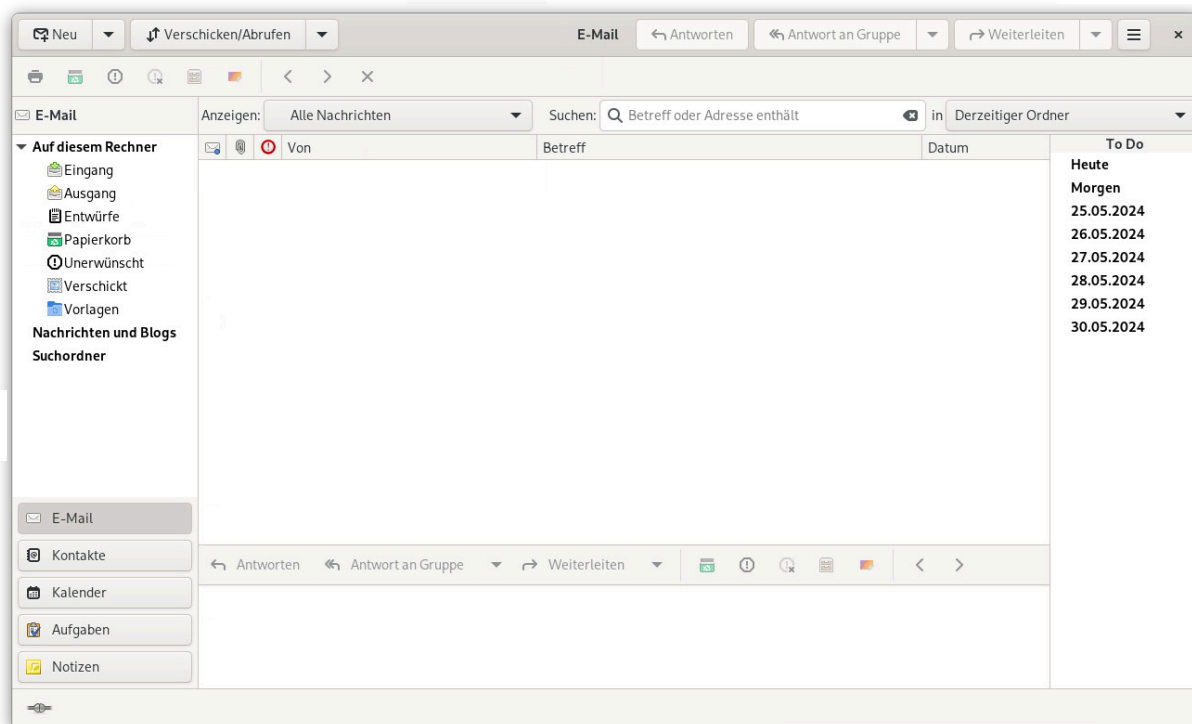 Neu Verschicken/Abrufen E-Mail Antworten Antwort an Gruppe Weiterleiten
E-Mail Anzeigen: Alle Nachrichten Suchen: Betreff oder Adresse enthält in Derzeitiger Ordner
Auf diesem Rechner
Eingang
Ausgang
Entwürfe
Papierkorb
Unerwünscht
Verschickt
Vorlagen
Nachrichten und Blogs
Suchordner
Von Betreff Datum
To Do
Heute
Morgen
25.05.2024
26.05.2024
27.05.2024
28.05.2024
29.05.2024
30.05.2024
E-Mail
Kontakte
Kalender
Aufgaben
Notizen
Antworten Antwort an Gruppe Weiterleiten